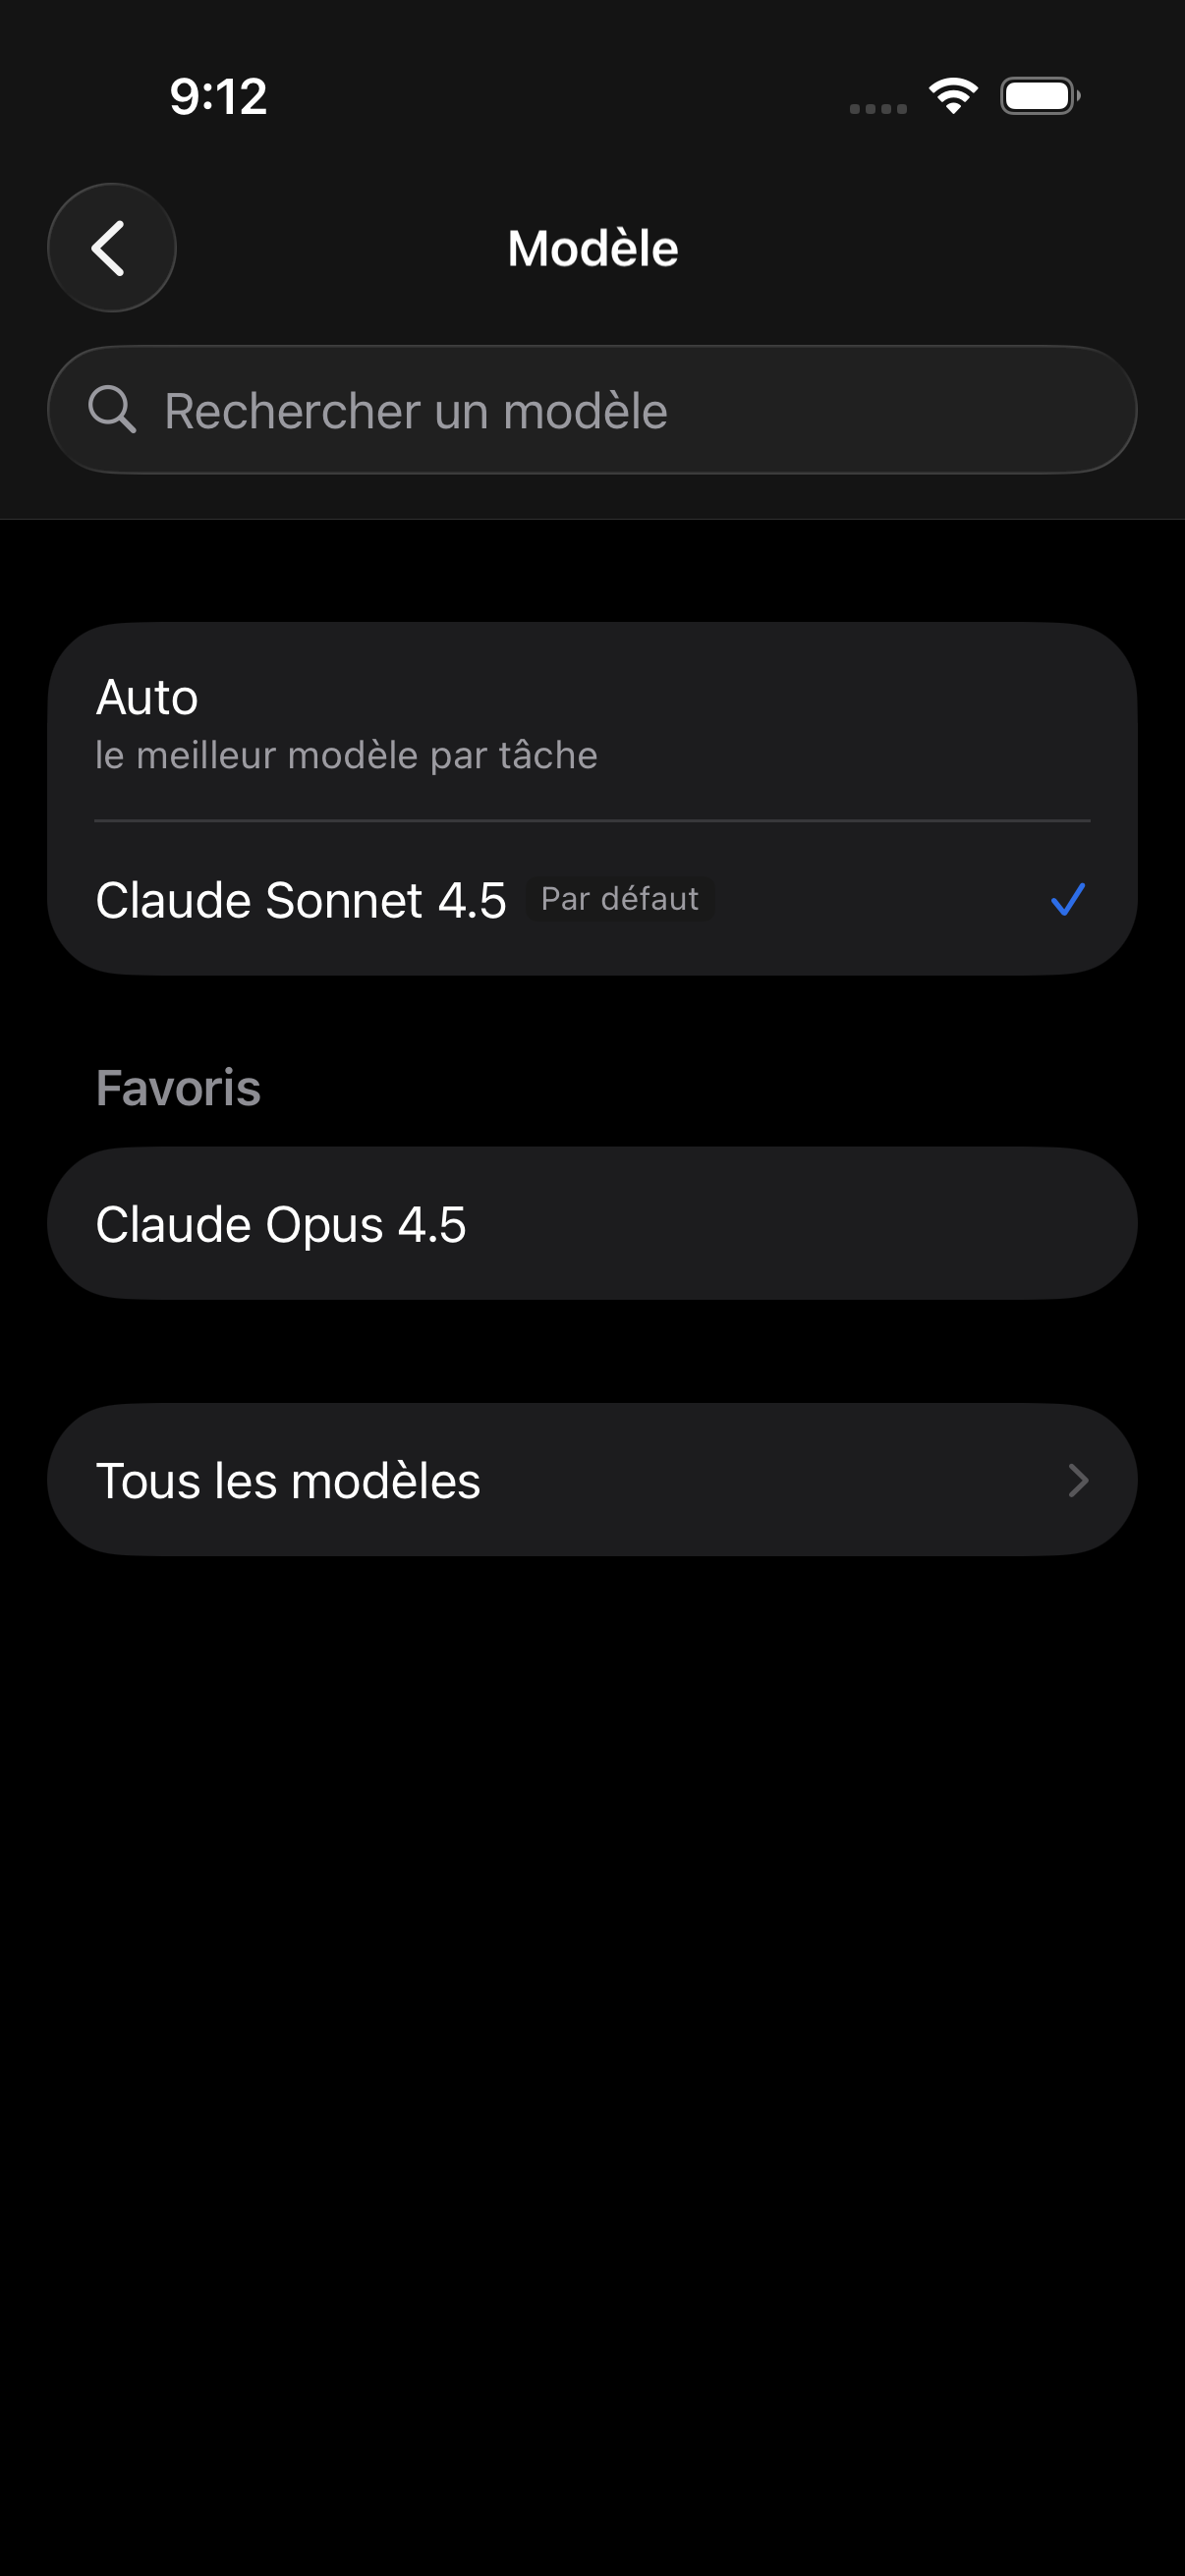 9:12
Modèle
Rechercher un modèle
Auto
le meilleur modèle par tâche
Claude Sonnet 4.5 Par défaut
Favoris
Claude Opus 4.5
Tous les modèles